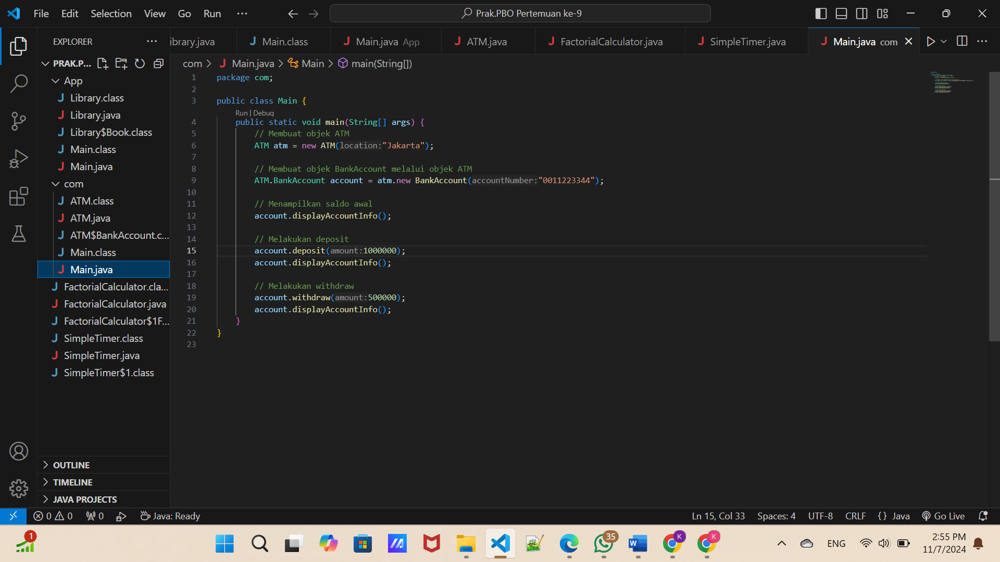 File Edit Selection View Go Run ··· Prak.PBO Pertemuan ke-9
EXPLORER ···
ibrary.java Main.class Main.java App ATM.java FactorialCalculator.java SimpleTimer.java Main.java com
PRAK.P...
com > Main.java > Main > main(String[])
App
Library.class
Library.java
Library$Book.class
Main.class
Main.java
com
ATM.class
ATM.java
ATM$BankAccount.c...
Main.class
Main.java
FactorialCalculator.cla...
FactorialCalculator.java
FactorialCalculator$1F...
SimpleTimer.class
SimpleTimer.java
SimpleTimer$1.class
OUTLINE
TIMELINE
JAVA PROJECTS
1 package com;
2
3 public class Main {
Run | Debug
4 public static void main(String[] args) {
5 // Membuat objek ATM
6 ATM atm = new ATM(location:"Jakarta");
7
8 // Membuat objek BankAccount melalui objek ATM
9 ATM.BankAccount account = atm.new BankAccount(accountNumber:"0011223344");
10
11 // Menampilkan saldo awal
12 account.displayAccountInfo();
13
14 // Melakukan deposit
15 account.deposit(amount:1000000);
16 account.displayAccountInfo();
17
18 // Melakukan withdraw
19 account.withdraw(amount:500000);
20 account.displayAccountInfo();
21 }
22 }
23
0 0 0 Java: Ready Ln 15, Col 33 Spaces: 4 UTF-8 CRLF {} Java Go Live
1 35 K K ENG 2:55 PM
11/7/2024